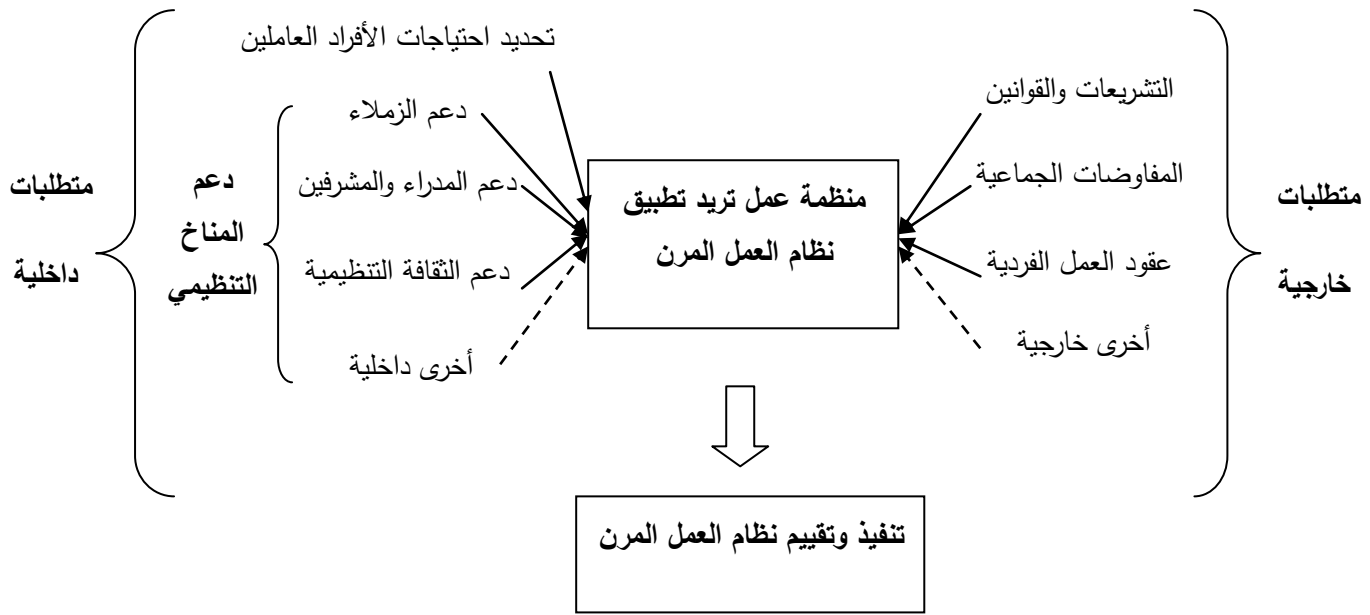 تحديد احتياجات الأفراد العاملين
التشريعات والقوانين
دعم الزملاء
المفاوضات الجماعية
دعم المدراء والمشرفين
منظمة عمل تريد تطبيق
نظام العمل المرن
متطلبات
خارجية
دعم
المناخ
التنظيمي
متطلبات
داخلية
عقود العمل الفردية
دعم الثقافة التنظيمية
أخرى خارجية
أخرى داخلية
تنفيذ وتقييم نظام العمل المرن